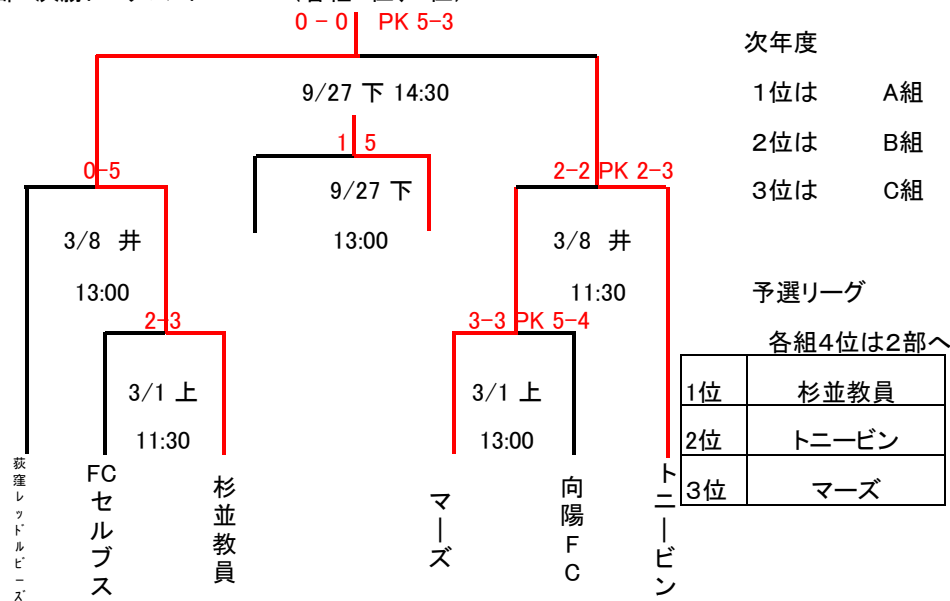 0-0 PK 5-3
次年度
9/27 下 14:30
1位は A組
1 5
2位は B組
0-5
2-2 PK 2-3
9/27 下
3位は C組
3/8 井
13:00
3/8 井
13:00
11:30
予選リーグ
2-3
3-3 PK 5-4
各組4位は2部へ
3/1 上
3/1 上
1位 杉並教員
11:30
13:00
2位 トニービン
3位 マーズ
荻窪レッドルビーズ
FCセルブス
杉並教員
マーズ
向陽FC
トニービン